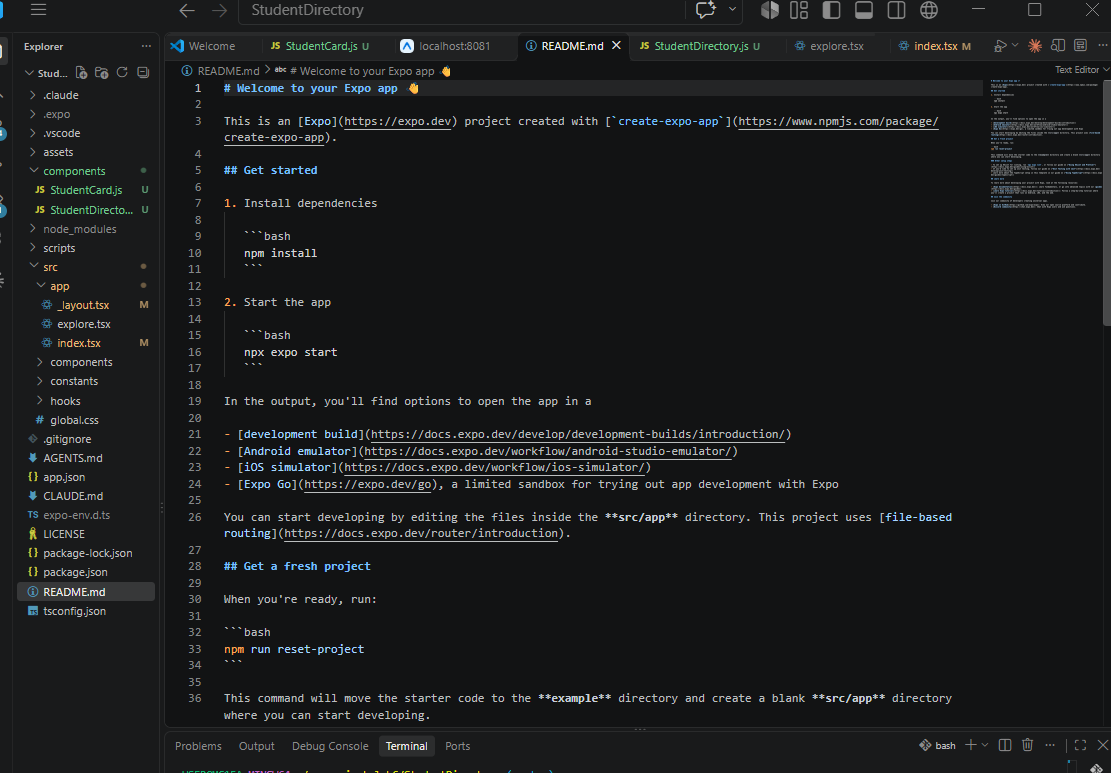 StudentDirectory
Explorer
Welcome
JS StudentCard.js U
localhost:8081
README.md
JS StudentDirectory.js U
explore.tsx
index.tsx M
Stud...
README.md > # Welcome to your Expo app 👋
Text Editor
.claude
.expo
.vscode
assets
components
JS StudentCard.js U
JS StudentDirecto... U
node_modules
scripts
src
app
_layout.tsx M
explore.tsx
index.tsx M
components
constants
hooks
# global.css
.gitignore
AGENTS.md
{} app.json
CLAUDE.md
TS expo-env.d.ts
LICENSE
{} package-lock.json
{} package.json
README.md
tsconfig.json
1 # Welcome to your Expo app 👋
2
3 This is an [Expo](https://expo.dev) project created with [`create-expo-app`](https://www.npmjs.com/package/
create-expo-app).
4
5 ## Get started
6
7 1. Install dependencies
8
9 ```bash
10 npm install
11 ```
12
13 2. Start the app
14
15 ```bash
16 npx expo start
17 ```
18
19 In the output, you'll find options to open the app in a
20
21 - [development build](https://docs.expo.dev/develop/development-builds/introduction/)
22 - [Android emulator](https://docs.expo.dev/workflow/android-studio-emulator/)
23 - [iOS simulator](https://docs.expo.dev/workflow/ios-simulator/)
24 - [Expo Go](https://expo.dev/go), a limited sandbox for trying out app development with Expo
25
26 You can start developing by editing the files inside the **src/app** directory. This project uses [file-based
routing](https://docs.expo.dev/router/introduction).
27
28 ## Get a fresh project
29
30 When you're ready, run:
31
32 ```bash
33 npm run reset-project
34 ```
35
36 This command will move the starter code to the **example** directory and create a blank **src/app** directory
where you can start developing.
Problems
Output
Debug Console
Terminal
Ports
bash